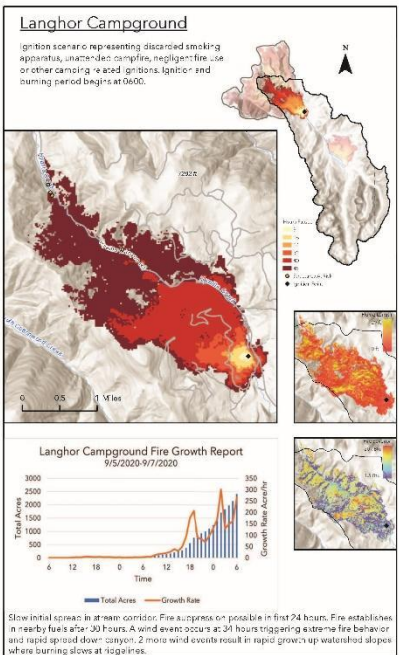 Langhor Campground
Ignition scenario representing discarded smoking
apparatus, unattended campfire, negligent fire use
or other camping related ignitions. Ignition and
burning period begins at 0600.
N
7292 ft
0 0.5 1 Miles
Langhor Campground Fire Growth Report
9/5/2020-9/7/2020
Total Acres
3000
2500
2000
1500
1000
500
0
350
300
250
200
150
100
50
0
Growth Rate Acre/hr
6 12 18 0 6 12 18 0 6
Time
Total Acres Growth Rate
Slow initial spread in stream corridor. Fire suppression possible in first 24 hours. Fire establishes
in nearby fuels after 30 hours. A wind event occurs at 34 hours triggering extreme fire behavior
and rapid spread down canyon. 2 more wind events result in rapid growth up watershed slopes
where burning slows at ridgelines.